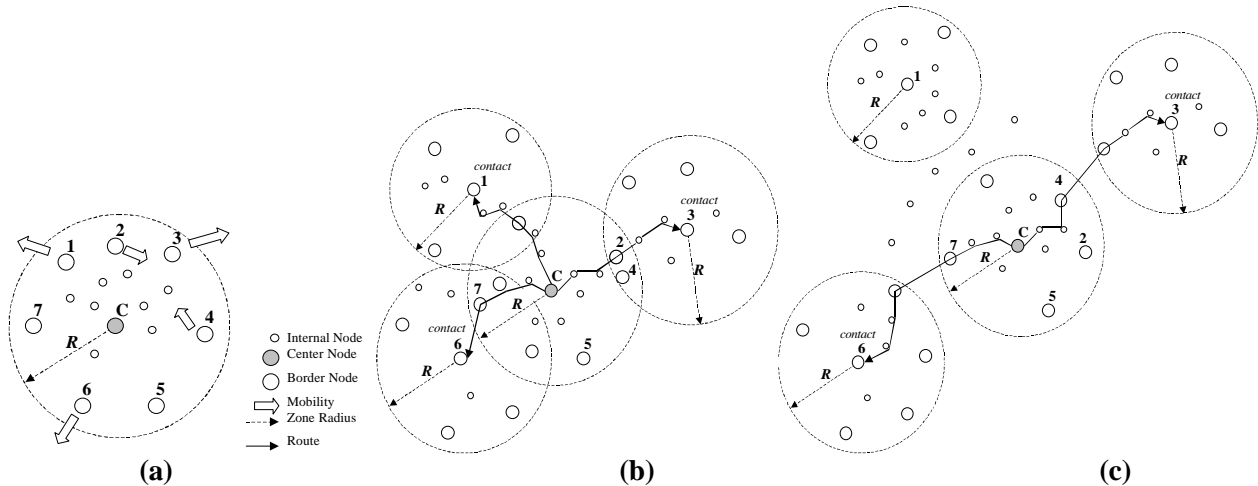 1
2
3
7
C
R
4
6
5
Internal Node
Center Node
Border Node
Mobility
Zone Radius
Route
(a)
contact
1
R
contact
3
2
4
R
C
7
R
contact
6
5
R
(b)
1
R
contact
3
R
4
C
7
2
R
5
contact
6
R
(c)